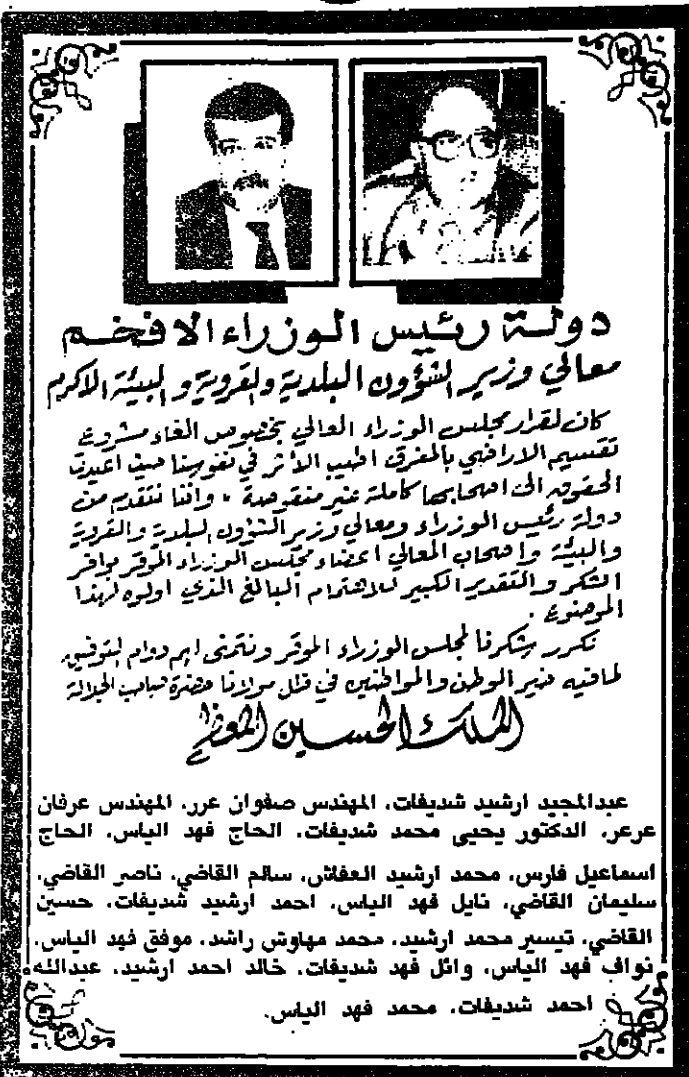 دولة رئيس الوزراء الافخم
معالي وزير الشؤون البلدية والقروية والبيئة الاكرم
كان لقرار مجلس الوزراء العالي بخصوص الغاء مشروع
تقسيم الاراضي بالمفرق اطيب الأثر في نفوسنا حيث اعيدت
الحقوق الى اصحابها كاملة غير منقوصة ، واننا نتقدم من
دولة رئيس الوزراء ومعالي وزير الشؤون البلدية والقروية
والبيئة واصحاب المعالي اعضاء مجلس الوزراء الموقر بوافر
الشكر والتقدير الكبير للاهتمام البالغ الذي اولوه لهذا
الموضوع .
نكرر شكرنا لمجلس الوزراء الموقر ونتمنى لهم دوام التوفيق
لما فيه خير الوطن والمواطنين في ظل مولانا حضرة صاحب الجلالة
الملك الحسين المعظم
عبدالمجيد ارشيد شديفات، المهندس صفوان عرر، المهندس عرفان
عرعر، الدكتور يحيى محمد شديفات، الحاج فهد الياس، الحاج
اسماعيل فارس، محمد ارشيد العفاش، سالم القاضي، ناصر القاضي،
سليمان القاضي، نايل فهد الياس، احمد ارشيد شديفات، حسين
القاضي، تيسير محمد ارشيد، محمد مهاوش راشد، موفق فهد الياس،
نواف فهد الياس، وائل فهد شديفات، خالد احمد ارشيد، عبدالله
احمد شديفات، محمد فهد الياس.